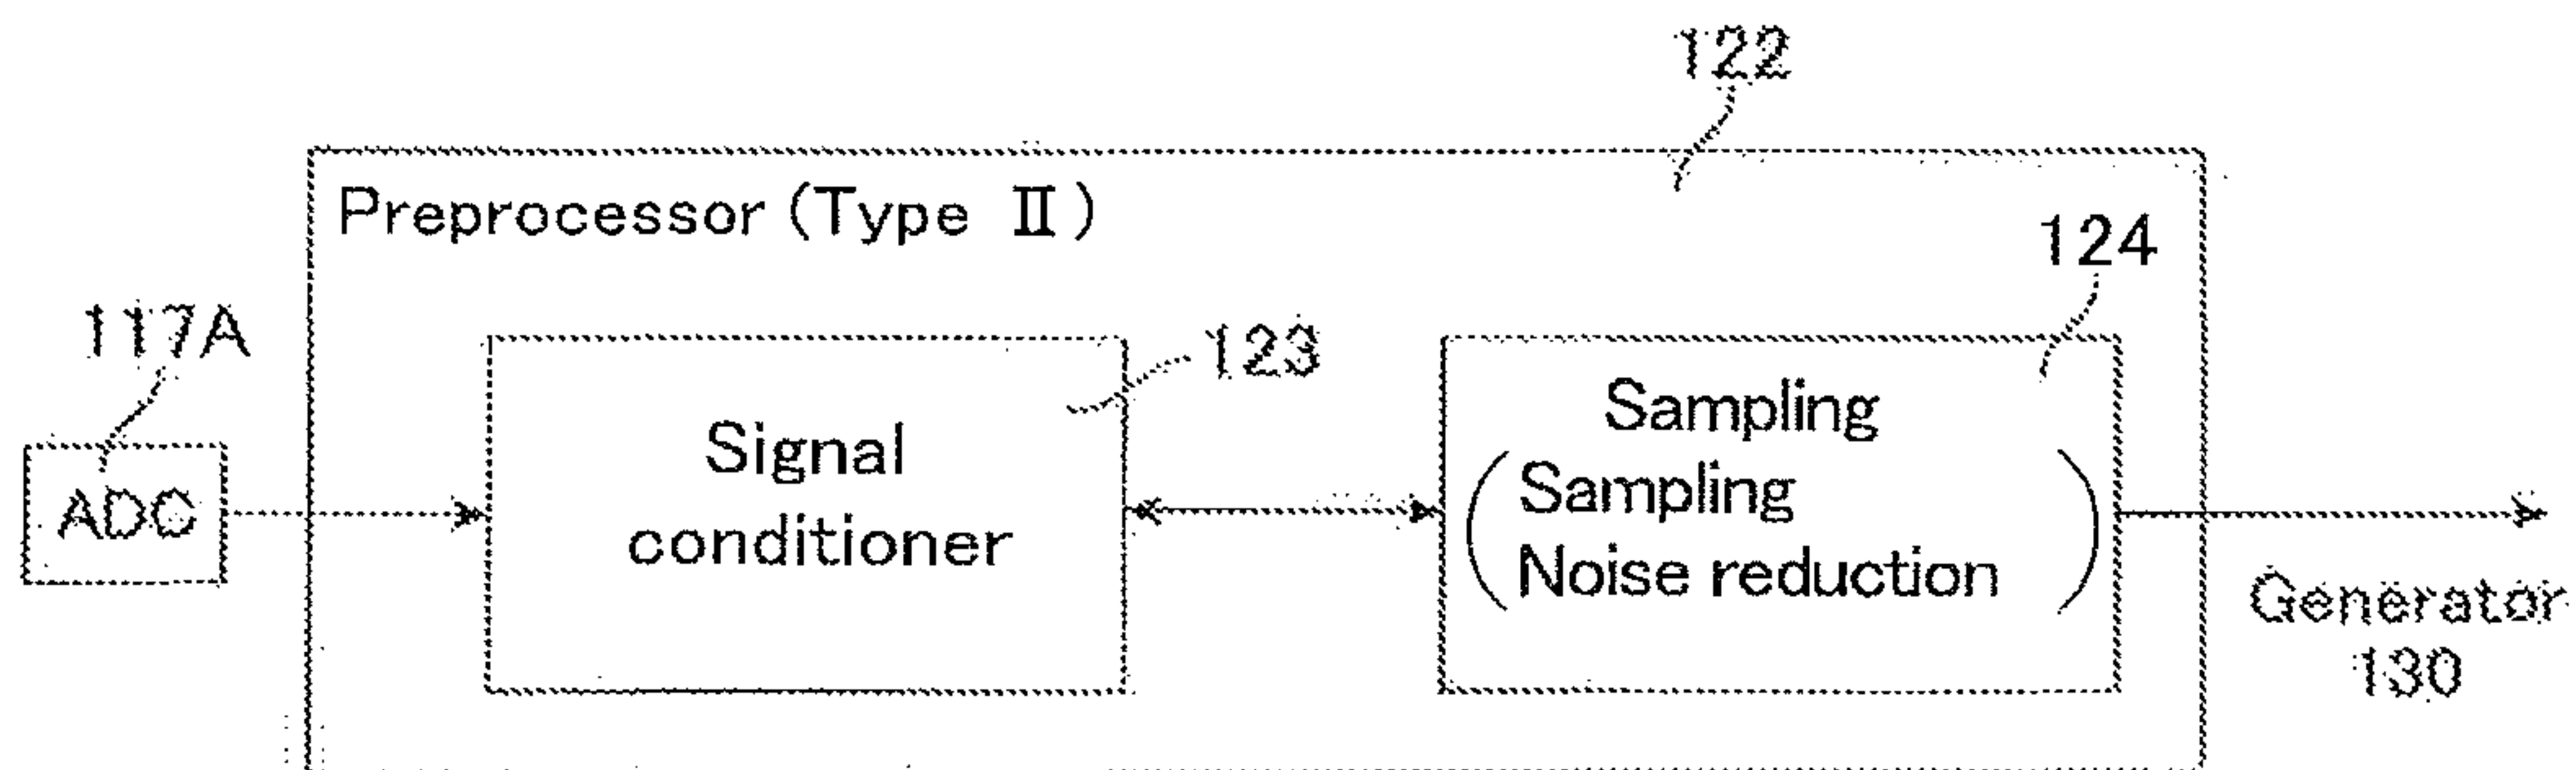 122
Preprocessor (Type Ⅱ)
124
117A
123
Signal
conditioner
Sampling
(Sampling
Noise reduction)
ADC
Generator
130